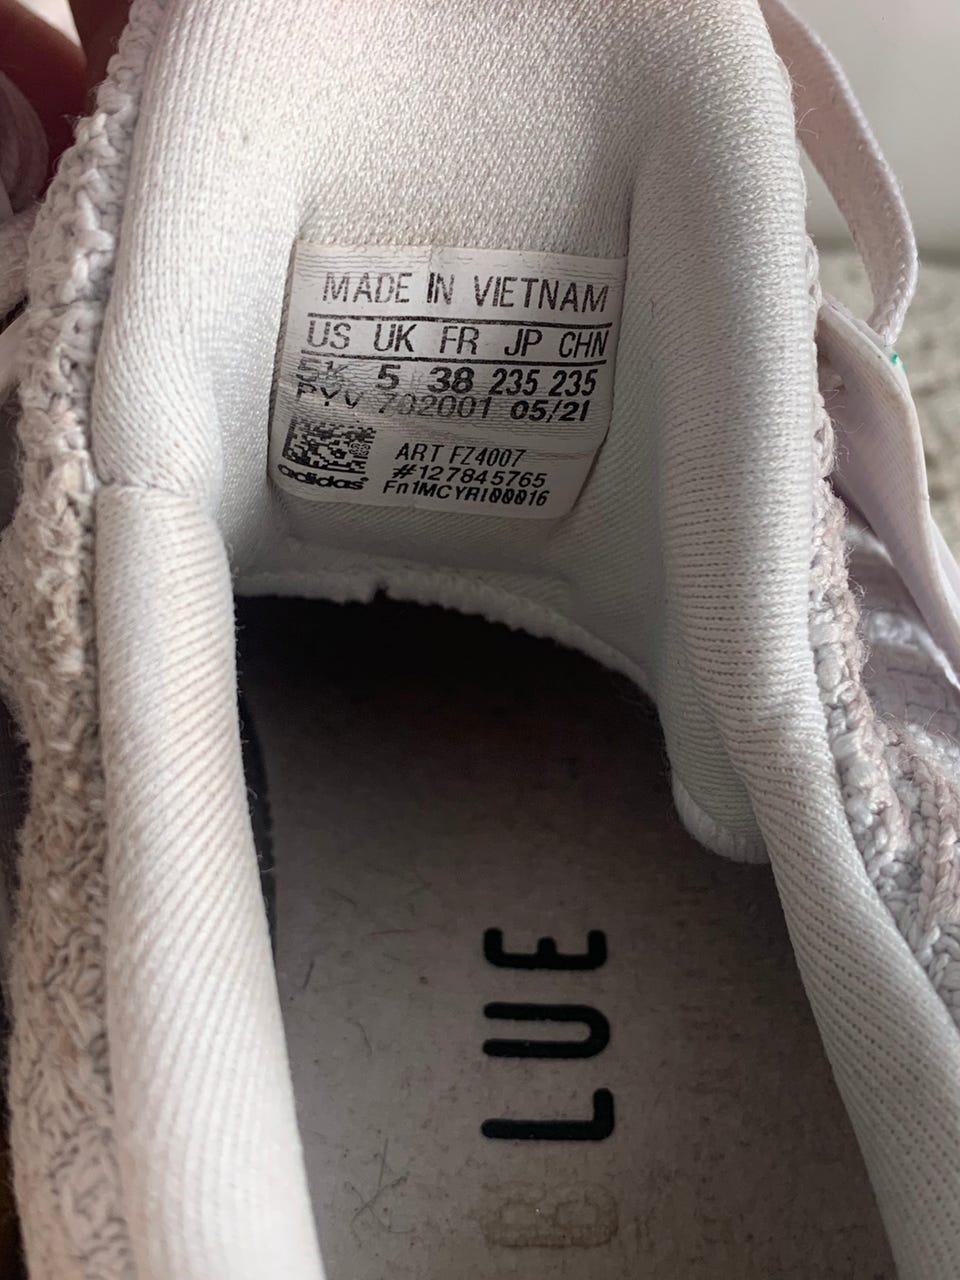 MADE IN VIETNAM
US UK FR JP CHN
5½ 5 38 235 235
PYV 702001 05/21
ART FZ4007
#127845765
Fn1MCYRI00016
adidas
BLUE